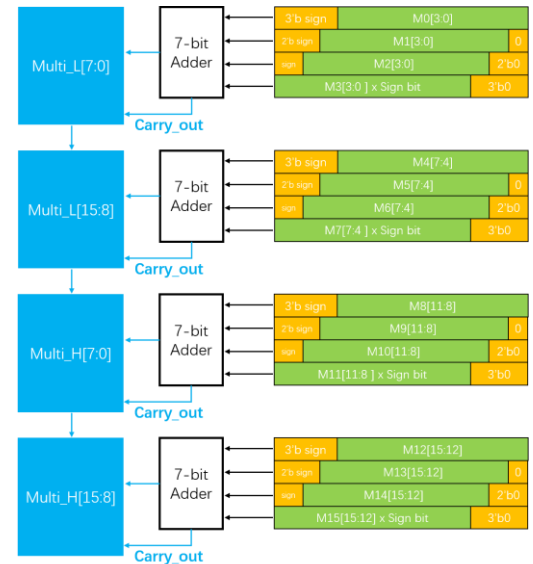 3'b sign M0[3:0]
2'b sign M1[3:0] 0
sign M2[3:0] 2'b0
M3[3:0 ] x Sign bit 3'b0
7-bit
Adder
Multi_L[7:0]
Carry_out
3'b sign M4[7:4]
2'b sign M5[7:4] 0
sign M6[7:4] 2'b0
M7[7:4 ] x Sign bit 3'b0
7-bit
Adder
Multi_L[15:8]
Carry_out
3'b sign M8[11:8]
2'b sign M9[11:8] 0
sign M10[11:8] 2'b0
M11[11:8 ] x Sign bit 3'b0
7-bit
Adder
Multi_H[7:0]
Carry_out
3'b sign M12[15:12]
2'b sign M13[15:12] 0
sign M14[15:12] 2'b0
M15[15:12] x Sign bit 3'b0
7-bit
Adder
Multi_H[15:8]
Carry_out